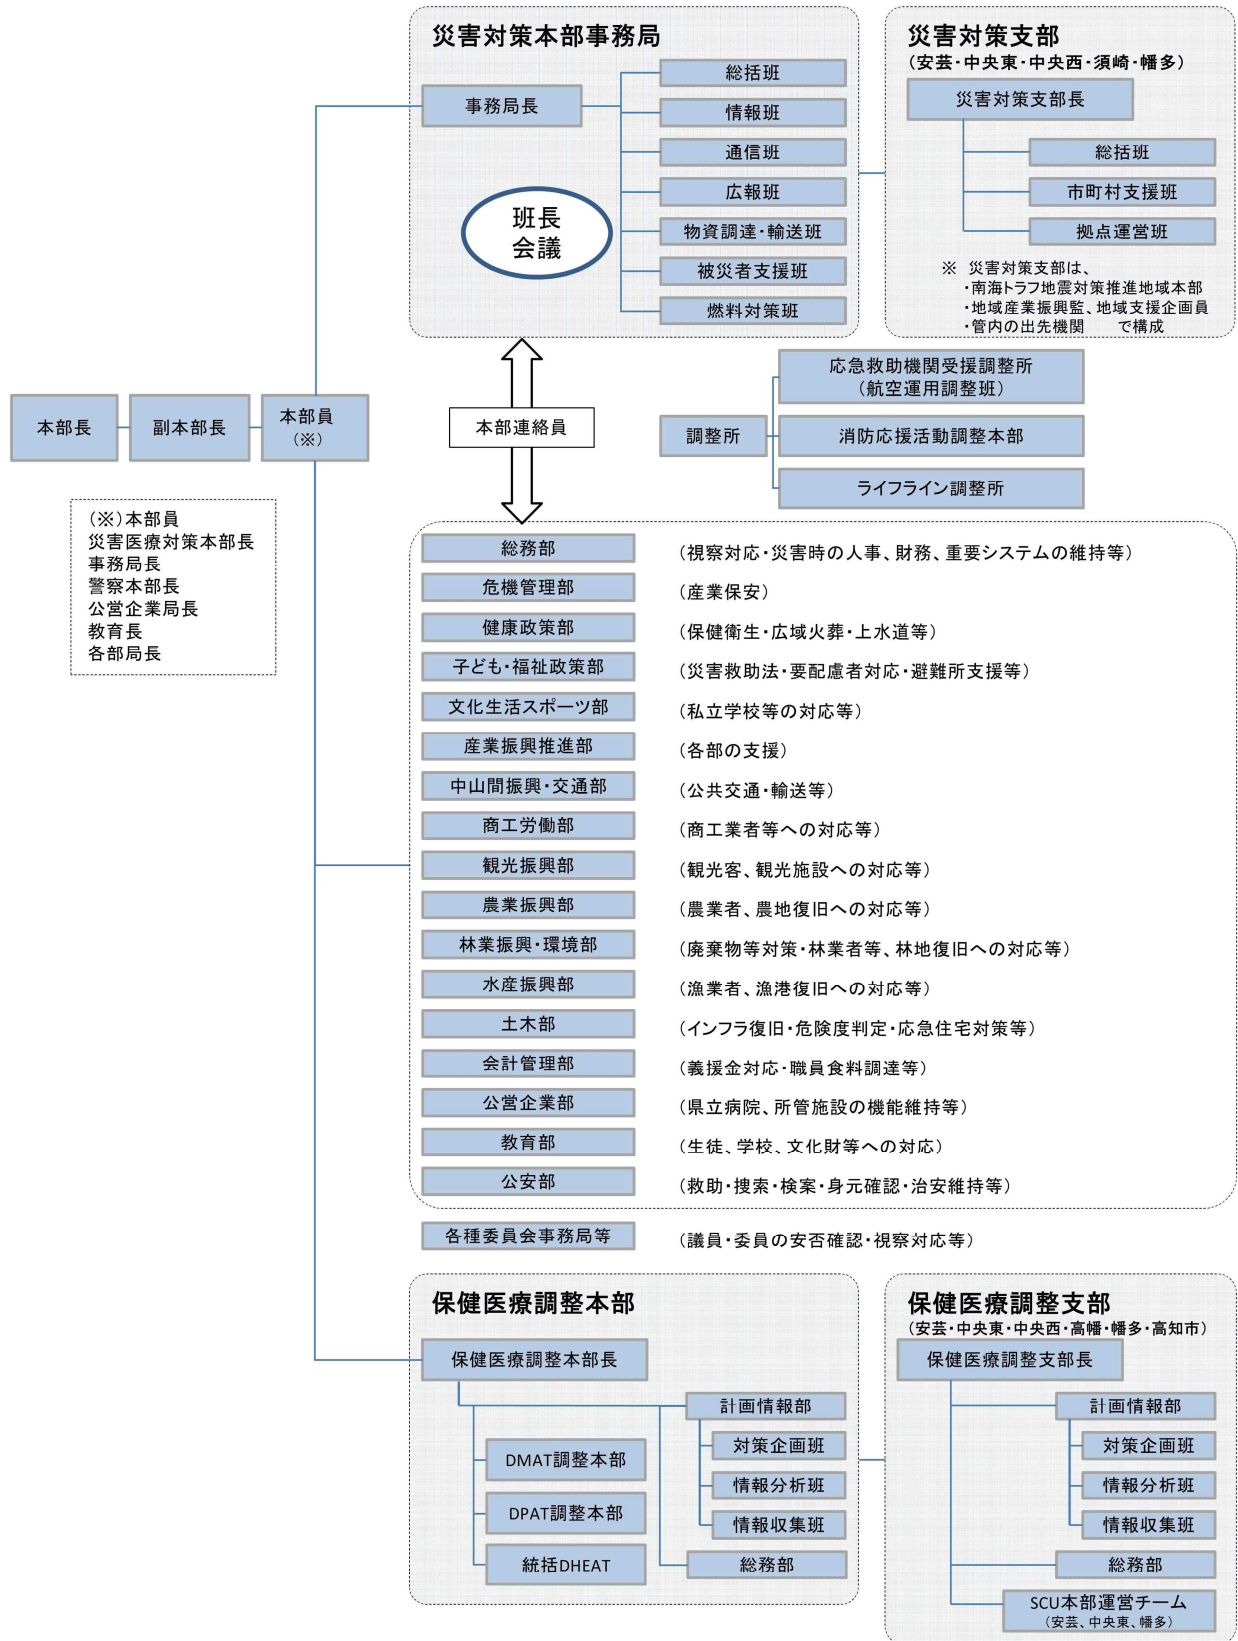 災害対策本部事務局
事務局長
総括班
情報班
通信班
広報班
物資調達・輸送班
被災者支援班
燃料対策班
班長
会議
災害対策支部
(安芸・中央東・中央西・須崎・幡多)
災害対策支部長
総括班
市町村支援班
拠点運営班
※ 災害対策支部は、
・南海トラフ地震対策推進地域本部
・地域産業振興監、地域支援企画員
・管内の出先機関 で構成
本部長
副本部長
本部員
(※)
本部連絡員
調整所
応急救助機関受援調整所
(航空運用調整班)
消防応援活動調整本部
ライフライン調整所
(※)本部員
災害医療対策本部長
事務局長
警察本部長
公営企業局長
教育長
各部局長
総務部 (視察対応・災害時の人事、財務、重要システムの維持等)
危機管理部 (産業保安)
健康政策部 (保健衛生・広域火葬・上水道等)
子ども・福祉政策部 (災害救助法・要配慮者対応・避難所支援等)
文化生活スポーツ部 (私立学校等の対応等)
産業振興推進部 (各部の支援)
中山間振興・交通部 (公共交通・輸送等)
商工労働部 (商工業者等への対応等)
観光振興部 (観光客、観光施設への対応等)
農業振興部 (農業者、農地復旧への対応等)
林業振興・環境部 (廃棄物等対策・林業者等、林地復旧への対応等)
水産振興部 (漁業者、漁港復旧への対応等)
土木部 (インフラ復旧・危険度判定・応急住宅対策等)
会計管理部 (義援金対応・職員食料調達等)
公営企業部 (県立病院、所管施設の機能維持等)
教育部 (生徒、学校、文化財等への対応)
公安部 (救助・捜索・検案・身元確認・治安維持等)
各種委員会事務局等 (議員・委員の安否確認・視察対応等)
保健医療調整本部
保健医療調整本部長
DMAT調整本部
DPAT調整本部
統括DHEAT
計画情報部
対策企画班
情報分析班
情報収集班
総務部
保健医療調整支部
(安芸・中央東・中央西・高幡・幡多・高知市)
保健医療調整支部長
計画情報部
対策企画班
情報分析班
情報収集班
総務部
SCU本部運営チーム
(安芸、中央東、幡多)